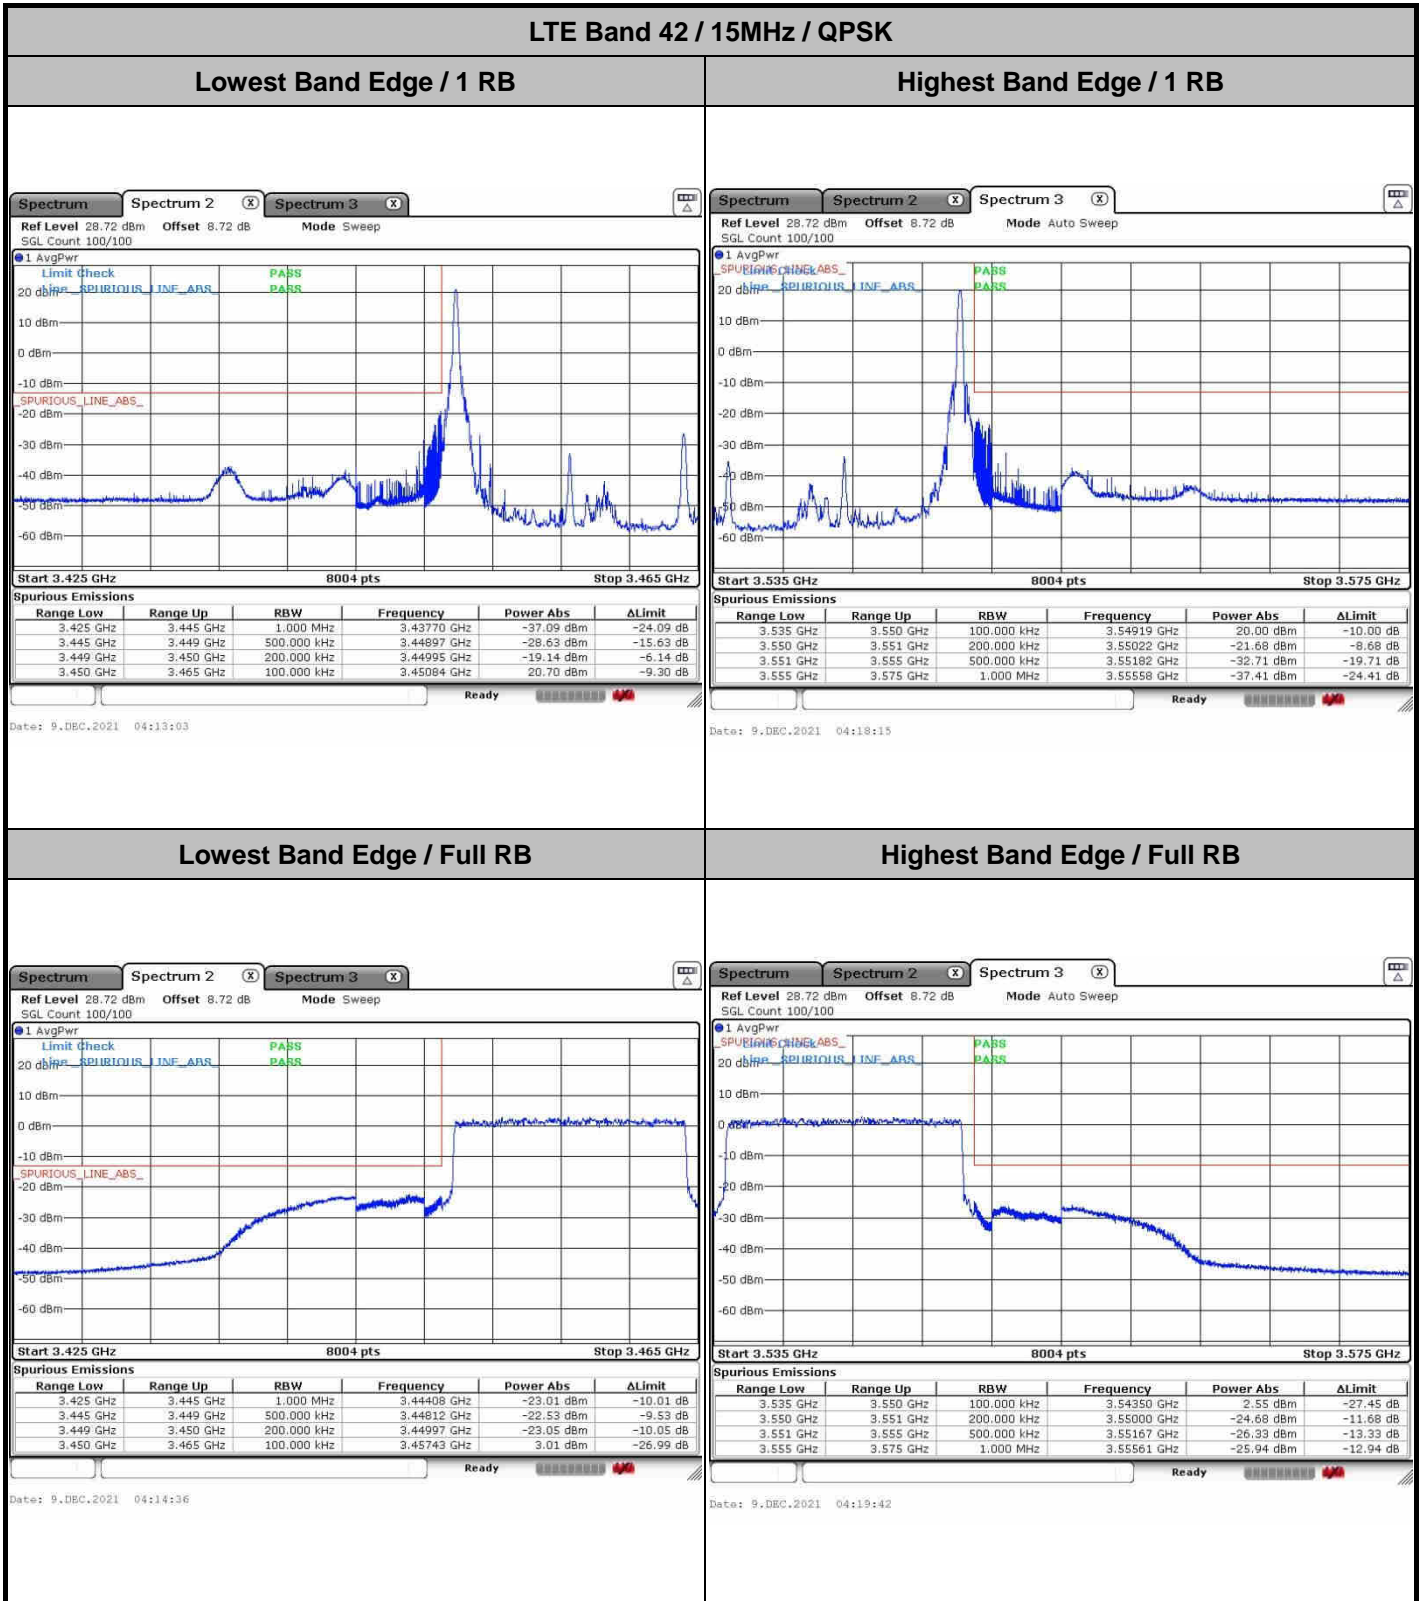 LTE Band 42 / 15MHz / QPSK
Lowest Band Edge / 1 RB
Highest Band Edge / 1 RB
Spectrum Spectrum 2 X Spectrum 3 X
Ref Level 28.72 dBm Offset 8.72 dB Mode Sweep
SGL Count 100/100
1 AvgPwr
Limit Check PASS
Line _SPURIOUS_LINE_ABS_ PASS
20 dBm
10 dBm
0 dBm
-10 dBm
_SPURIOUS_LINE_ABS_
-20 dBm
-30 dBm
-40 dBm
-50 dBm
-60 dBm
Start 3.425 GHz 8004 pts Stop 3.465 GHz
Spurious Emissions
Range Low Range Up RBW Frequency Power Abs ΔLimit
3.425 GHz 3.445 GHz 1.000 MHz 3.43770 GHz -37.09 dBm -24.09 dB
3.445 GHz 3.449 GHz 500.000 kHz 3.44897 GHz -28.63 dBm -15.63 dB
3.449 GHz 3.450 GHz 200.000 kHz 3.44995 GHz -19.14 dBm -6.14 dB
3.450 GHz 3.465 GHz 100.000 kHz 3.45084 GHz 20.70 dBm -9.30 dB
Ready
Date: 9.DEC.2021 04:13:03
Spectrum Spectrum 2 X Spectrum 3 X
Ref Level 28.72 dBm Offset 8.72 dB Mode Auto Sweep
SGL Count 100/100
1 AvgPwr
_SPURIOUS_LINE_ABS_
Limit Check PASS
Line _SPURIOUS_LINE_ABS_ PASS
20 dBm
10 dBm
0 dBm
-10 dBm
-20 dBm
-30 dBm
-40 dBm
-50 dBm
-60 dBm
Start 3.535 GHz 8004 pts Stop 3.575 GHz
Spurious Emissions
Range Low Range Up RBW Frequency Power Abs ΔLimit
3.535 GHz 3.550 GHz 100.000 kHz 3.54919 GHz 20.00 dBm -10.00 dB
3.550 GHz 3.551 GHz 200.000 kHz 3.55022 GHz -21.68 dBm -8.68 dB
3.551 GHz 3.555 GHz 500.000 kHz 3.55182 GHz -32.71 dBm -19.71 dB
3.555 GHz 3.575 GHz 1.000 MHz 3.55558 GHz -37.41 dBm -24.41 dB
Ready
Date: 9.DEC.2021 04:18:15
Lowest Band Edge / Full RB
Highest Band Edge / Full RB
Spectrum Spectrum 2 X Spectrum 3 X
Ref Level 28.72 dBm Offset 8.72 dB Mode Sweep
SGL Count 100/100
1 AvgPwr
Limit Check PASS
Line _SPURIOUS_LINE_ABS_ PASS
20 dBm
10 dBm
0 dBm
-10 dBm
_SPURIOUS_LINE_ABS_
-20 dBm
-30 dBm
-40 dBm
-50 dBm
-60 dBm
Start 3.425 GHz 8004 pts Stop 3.465 GHz
Spurious Emissions
Range Low Range Up RBW Frequency Power Abs ΔLimit
3.425 GHz 3.445 GHz 1.000 MHz 3.44408 GHz -23.01 dBm -10.01 dB
3.445 GHz 3.449 GHz 500.000 kHz 3.44812 GHz -22.53 dBm -9.53 dB
3.449 GHz 3.450 GHz 200.000 kHz 3.44997 GHz -23.05 dBm -10.05 dB
3.450 GHz 3.465 GHz 100.000 kHz 3.45743 GHz 3.01 dBm -26.99 dB
Ready
Date: 9.DEC.2021 04:14:36
Spectrum Spectrum 2 X Spectrum 3 X
Ref Level 28.72 dBm Offset 8.72 dB Mode Auto Sweep
SGL Count 100/100
1 AvgPwr
_SPURIOUS_LINE_ABS_
Limit Check PASS
Line _SPURIOUS_LINE_ABS_ PASS
20 dBm
10 dBm
0 dBm
-10 dBm
-20 dBm
-30 dBm
-40 dBm
-50 dBm
-60 dBm
Start 3.535 GHz 8004 pts Stop 3.575 GHz
Spurious Emissions
Range Low Range Up RBW Frequency Power Abs ΔLimit
3.535 GHz 3.550 GHz 100.000 kHz 3.54350 GHz 2.55 dBm -27.45 dB
3.550 GHz 3.551 GHz 200.000 kHz 3.55000 GHz -24.68 dBm -11.68 dB
3.551 GHz 3.555 GHz 500.000 kHz 3.55167 GHz -26.33 dBm -13.33 dB
3.555 GHz 3.575 GHz 1.000 MHz 3.55561 GHz -25.94 dBm -12.94 dB
Ready
Date: 9.DEC.2021 04:19:42